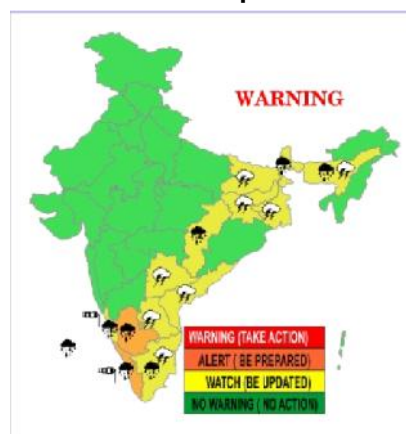 WARNING
WARNING (TAKE ACTION)
ALERT ( BE PREPARED)
WATCH (BE UPDATED)
NO WARNING ( NO ACTION)